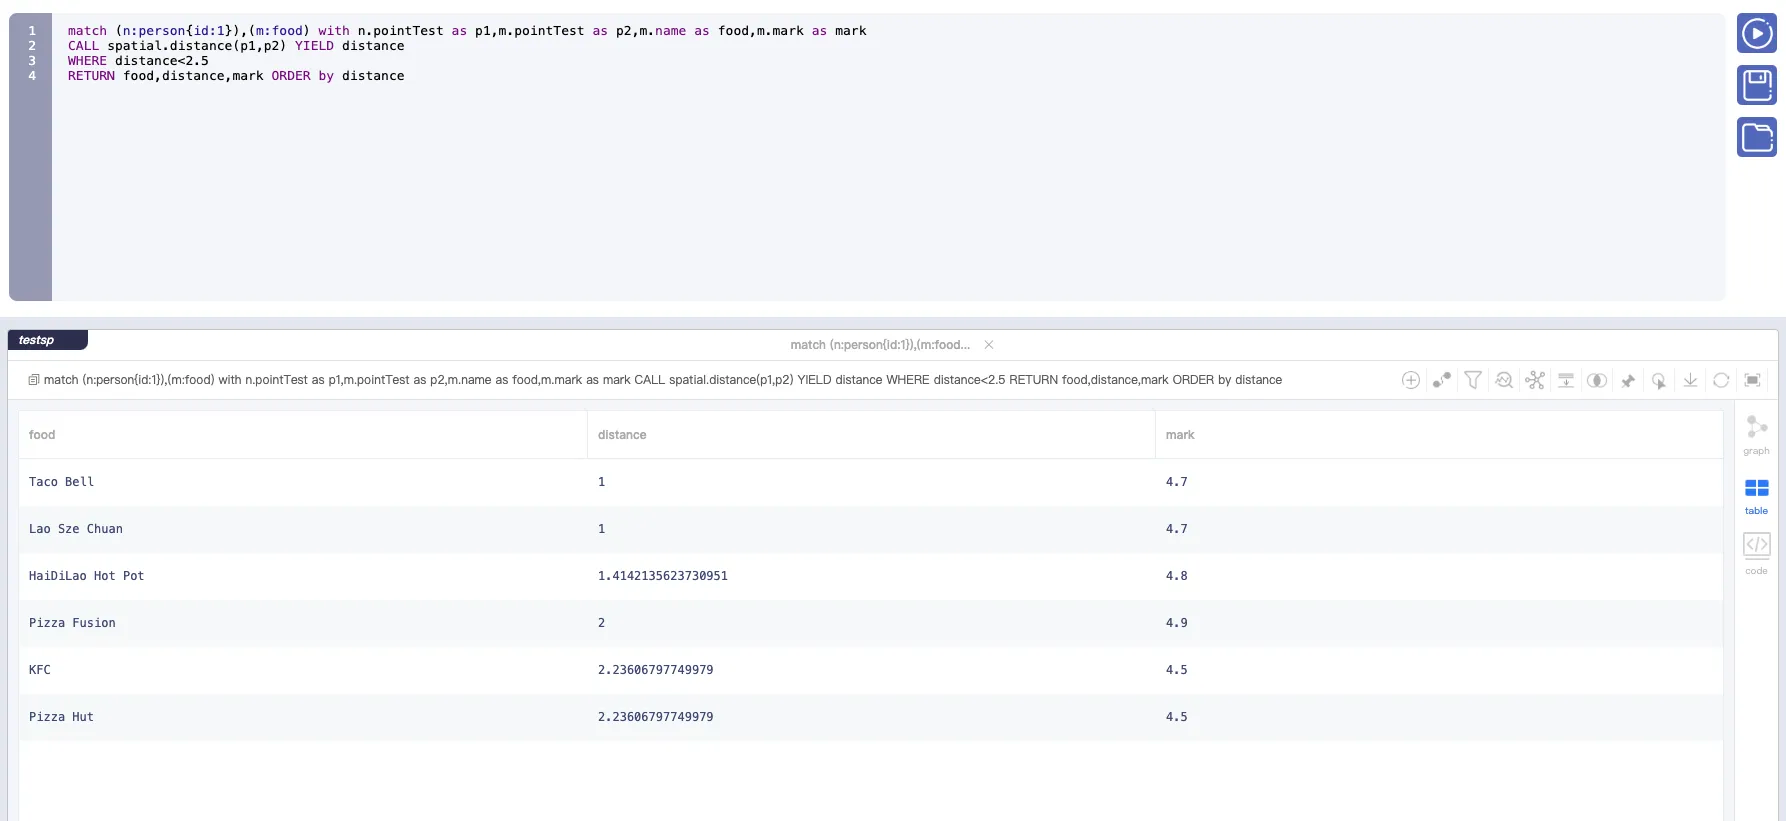 1 match (n:person{id:1}),(m:food) with n.pointTest as p1,m.pointTest as p2,m.name as food,m.mark as mark
2 CALL spatial.distance(p1,p2) YIELD distance
3 WHERE distance<2.5
4 RETURN food,distance,mark ORDER by distance
testsp
match (n:person{id:1}),(m:food...
match (n:person{id:1}),(m:food) with n.pointTest as p1,m.pointTest as p2,m.name as food,m.mark as mark CALL spatial.distance(p1,p2) YIELD distance WHERE distance<2.5 RETURN food,distance,mark ORDER by distance
food distance mark
Taco Bell 1 4.7
Lao Sze Chuan 1 4.7
HaiDiLao Hot Pot 1.4142135623730951 4.8
Pizza Fusion 2 4.9
KFC 2.23606797749979 4.5
Pizza Hut 2.23606797749979 4.5
graph
table
code